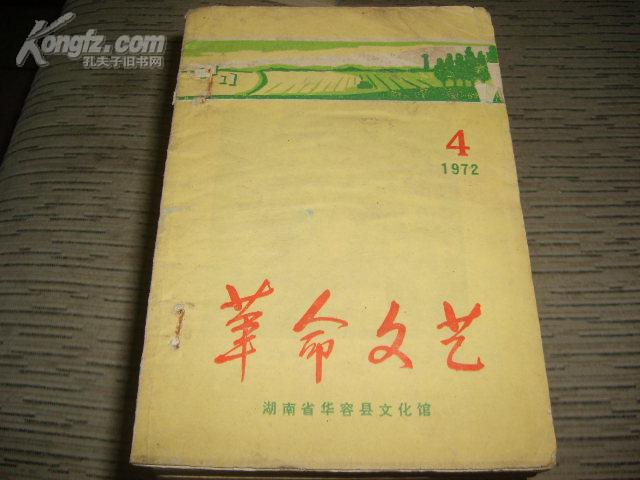 Kongfz.com
孔夫子旧书网
4
1972
革命文艺
湖南省华容县文化馆